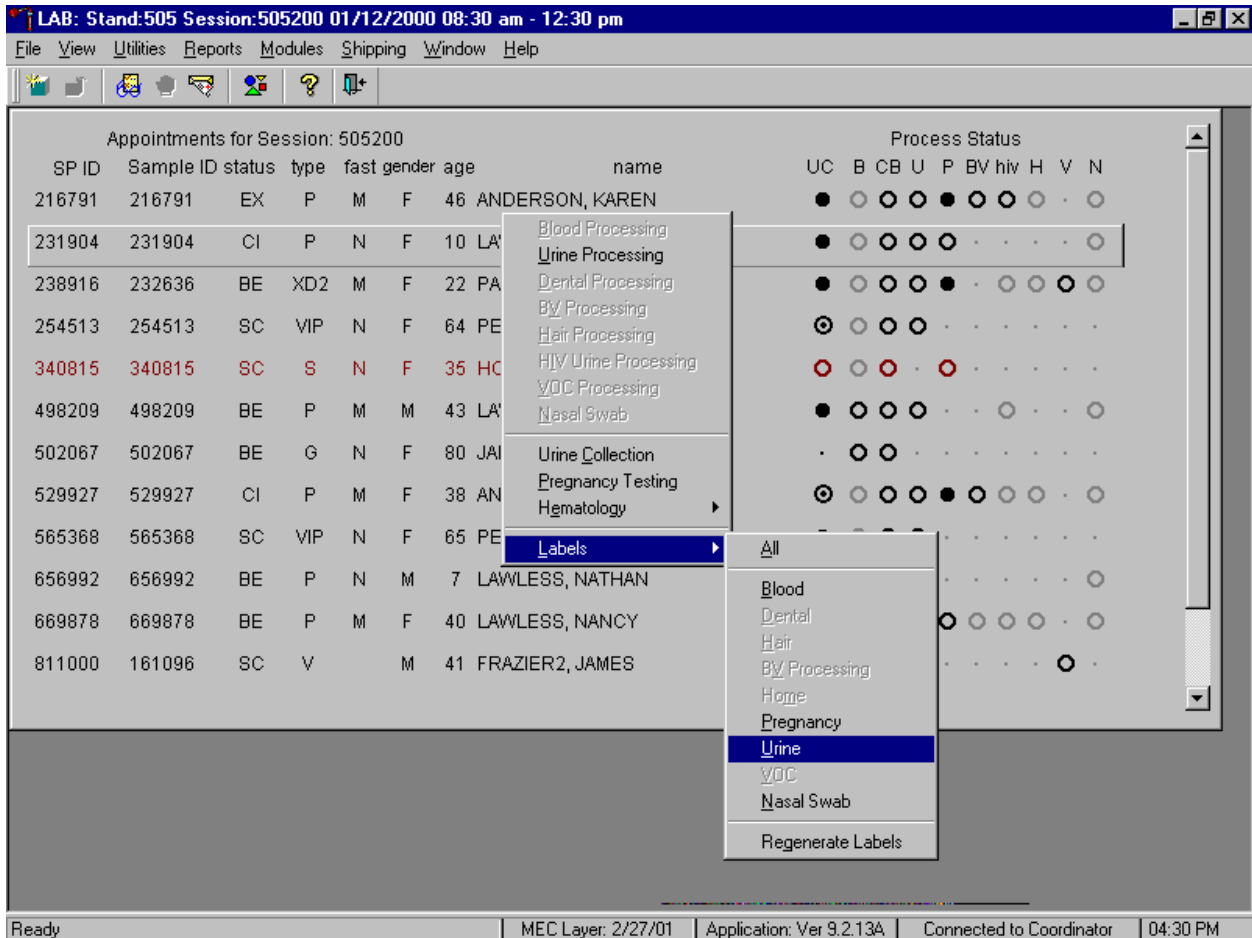 LAB: Stand:505 Session:505200 01/12/2000 08:30 am - 12:30 pm
File View Utilities Reports Modules Shipping Window Help
Appointments for Session: 505200 Process Status
SP ID Sample ID status type fast gender age name UC B CB U P BV hiv H V N
216791 216791 EX P M F 46 ANDERSON, KAREN
231904 231904 CI P N F 10
238916 232636 BE XD2 M F 22 PA
254513 254513 SC VIP N F 64 PE
340815 340815 SC S N F 35
498209 498209 BE P M M 43
502067 502067 BE G N F 80
529927 529927 CI P M F 38 AN
565368 565368 SC VIP N F 65 PE
656992 656992 BE P N M 7 LAWLESS, NATHAN
669878 669878 BE P M F 40 LAWLESS, NANCY
811000 161096 SC V M 41 FRAZIER2, JAMES
Blood Processing
Urine Processing
Dental Processing
BV Processing
Hair Processing
HIV Urine Processing
VOC Processing
Nasal Swab
Urine Collection
Pregnancy Testing
Hematology
Labels
All
Blood
Dental
Hair
BV Processing
Home
Pregnancy
Urine
VOC
Nasal Swab
Regenerate Labels
Ready MEC Layer: 2/27/01 Application: Ver 9.2.13A Connected to Coordinator 04:30 PM